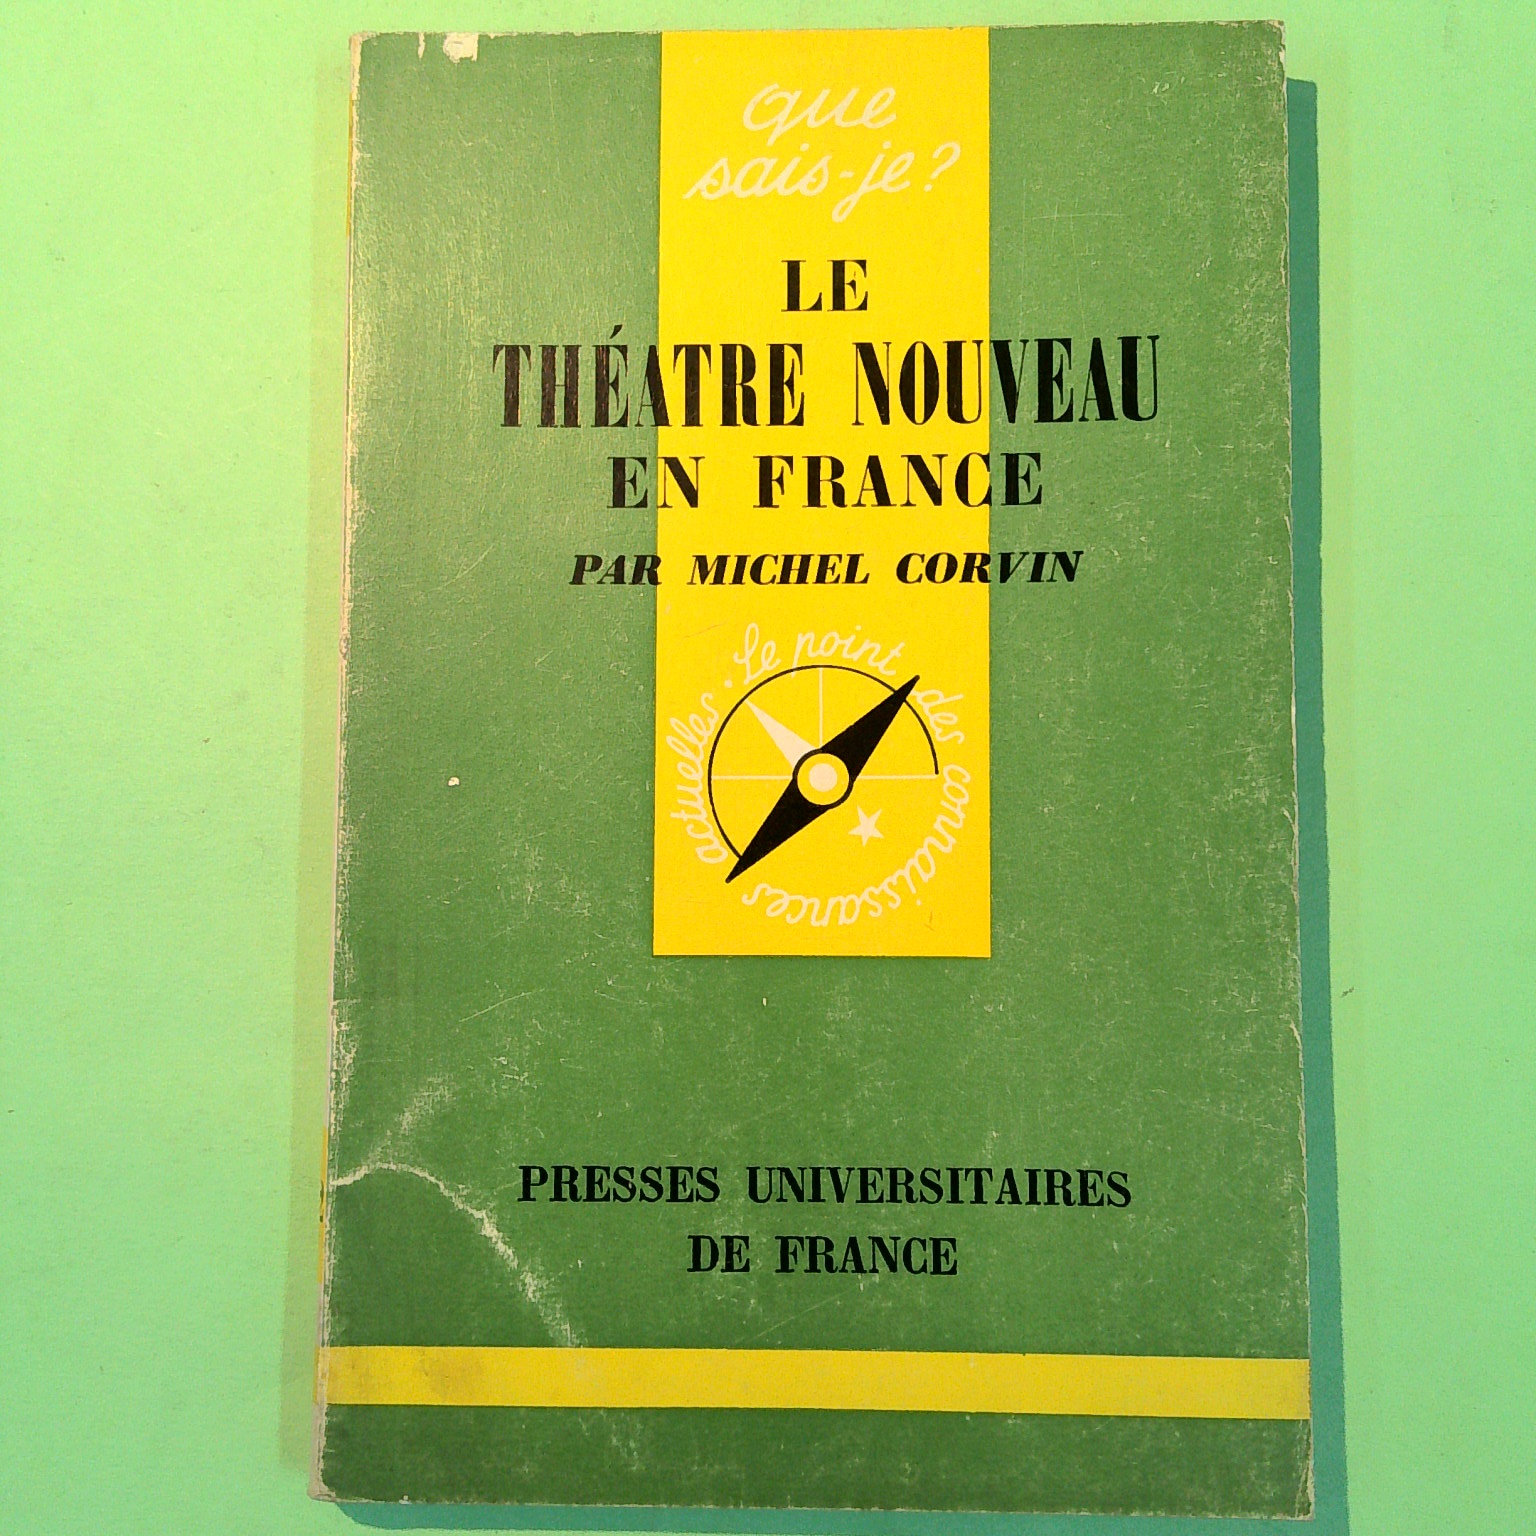 que
sais-je?
LE
THÉATRE NOUVEAU
EN FRANCE
PAR MICHEL CORVIN
Le point des connaissances actuelles.
PRESSES UNIVERSITAIRES
DE FRANCE